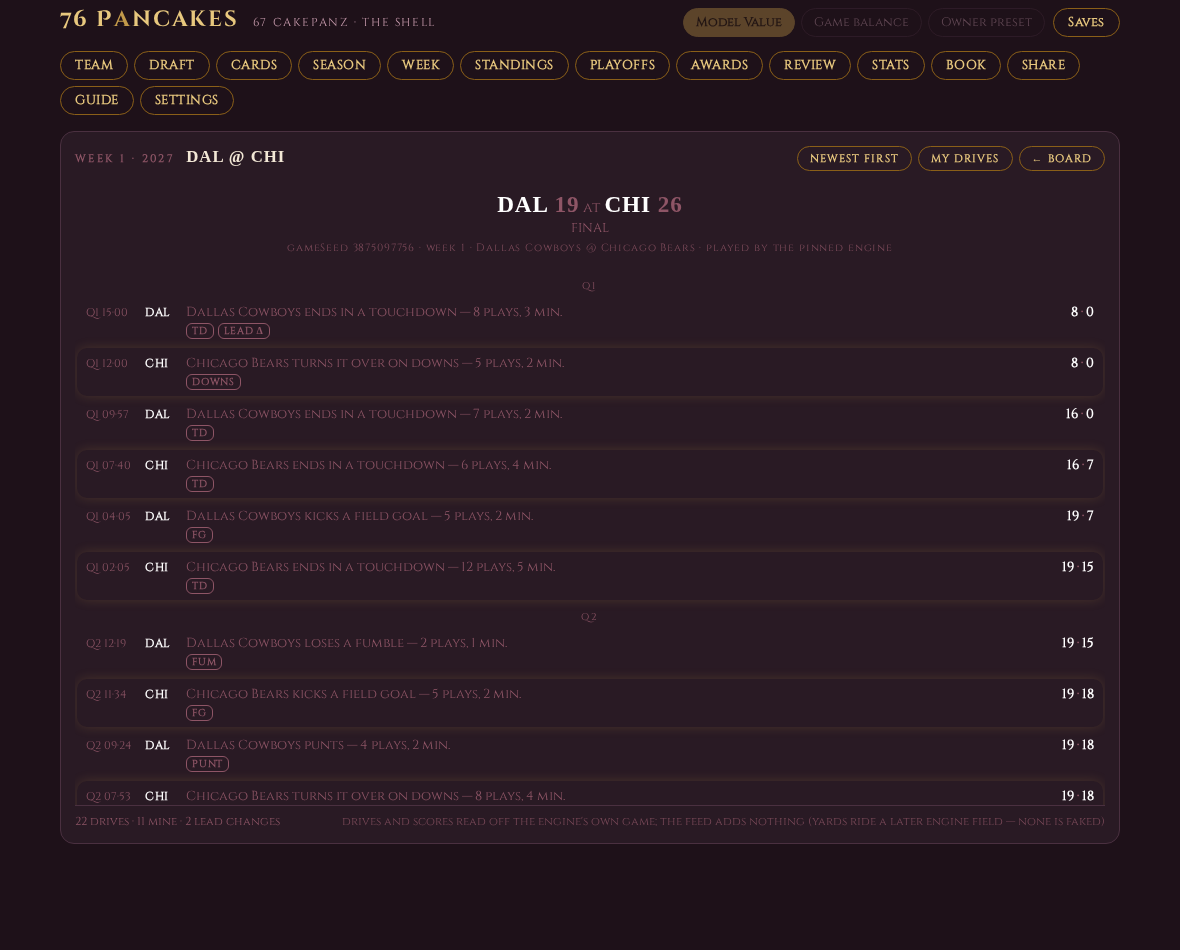 76 PANCAKES 67 CAKEPANZ · THE SHELL MODEL VALUE GAME BALANCE OWNER PRESET SAVES
TEAM DRAFT CARDS SEASON WEEK STANDINGS PLAYOFFS AWARDS REVIEW STATS BOOK SHARE
GUIDE SETTINGS
WEEK 1 · 2027 DAL @ CHI NEWEST FIRST MY DRIVES ← BOARD
DAL 19 AT CHI 26
FINAL
GAMESEED 3875097756 · WEEK 1 · DALLAS COWBOYS @ CHICAGO BEARS · PLAYED BY THE PINNED ENGINE
Q1
Q1 15:00 DAL DALLAS COWBOYS ENDS IN A TOUCHDOWN — 8 PLAYS, 3 MIN. 8·0
TD LEAD Δ
Q1 12:00 CHI CHICAGO BEARS TURNS IT OVER ON DOWNS — 5 PLAYS, 2 MIN. 8·0
DOWNS
Q1 09:57 DAL DALLAS COWBOYS ENDS IN A TOUCHDOWN — 7 PLAYS, 2 MIN. 16·0
TD
Q1 07:40 CHI CHICAGO BEARS ENDS IN A TOUCHDOWN — 6 PLAYS, 4 MIN. 16·7
TD
Q1 04:05 DAL DALLAS COWBOYS KICKS A FIELD GOAL — 5 PLAYS, 2 MIN. 19·7
FG
Q1 02:05 CHI CHICAGO BEARS ENDS IN A TOUCHDOWN — 12 PLAYS, 5 MIN. 19·15
TD
Q2
Q2 12:19 DAL DALLAS COWBOYS LOSES A FUMBLE — 2 PLAYS, 1 MIN. 19·15
FUM
Q2 11:34 CHI CHICAGO BEARS KICKS A FIELD GOAL — 5 PLAYS, 2 MIN. 19·18
FG
Q2 09:24 DAL DALLAS COWBOYS PUNTS — 4 PLAYS, 2 MIN. 19·18
PUNT
Q2 07:53 CHI CHICAGO BEARS TURNS IT OVER ON DOWNS — 8 PLAYS, 4 MIN. 19·18
22 DRIVES · 11 MINE · 2 LEAD CHANGES DRIVES AND SCORES READ OFF THE ENGINE'S OWN GAME; THE FEED ADDS NOTHING (YARDS RIDE A LATER ENGINE FIELD — NONE IS FAKED)